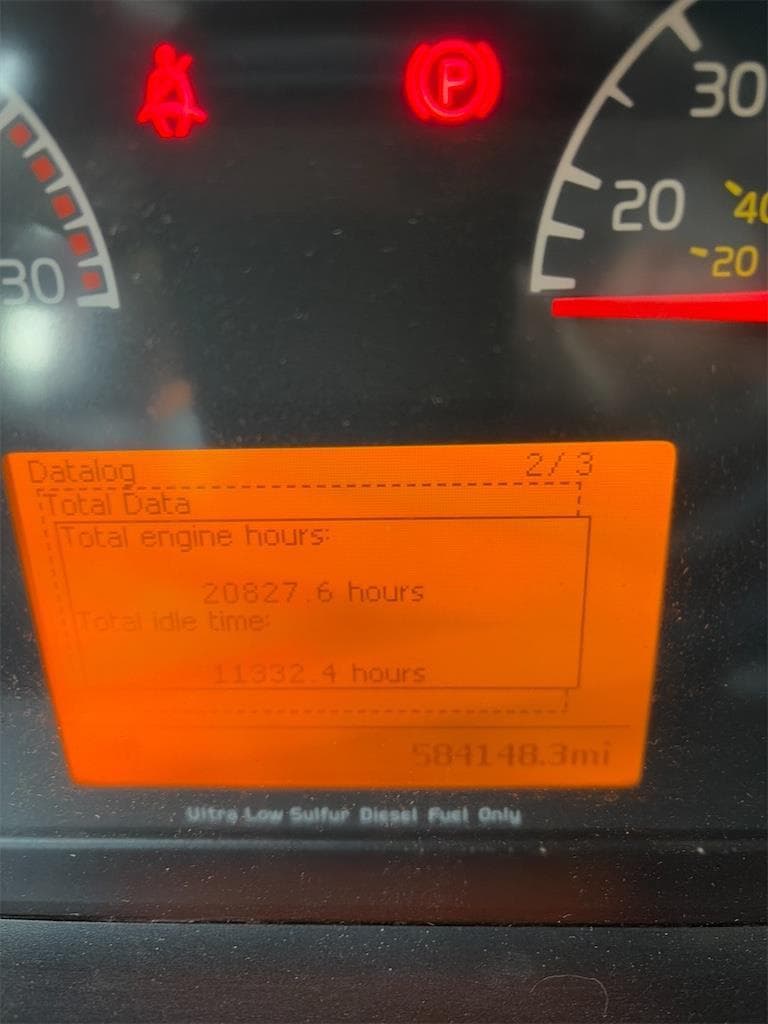 P
30
20
40
20
30
Datalog 2/3
Total Data
Total engine hours:
20827.6 hours
Total idle time:
11332.4 hours
584148.3mi
Ultra Low Sulfur Diesel Fuel Only